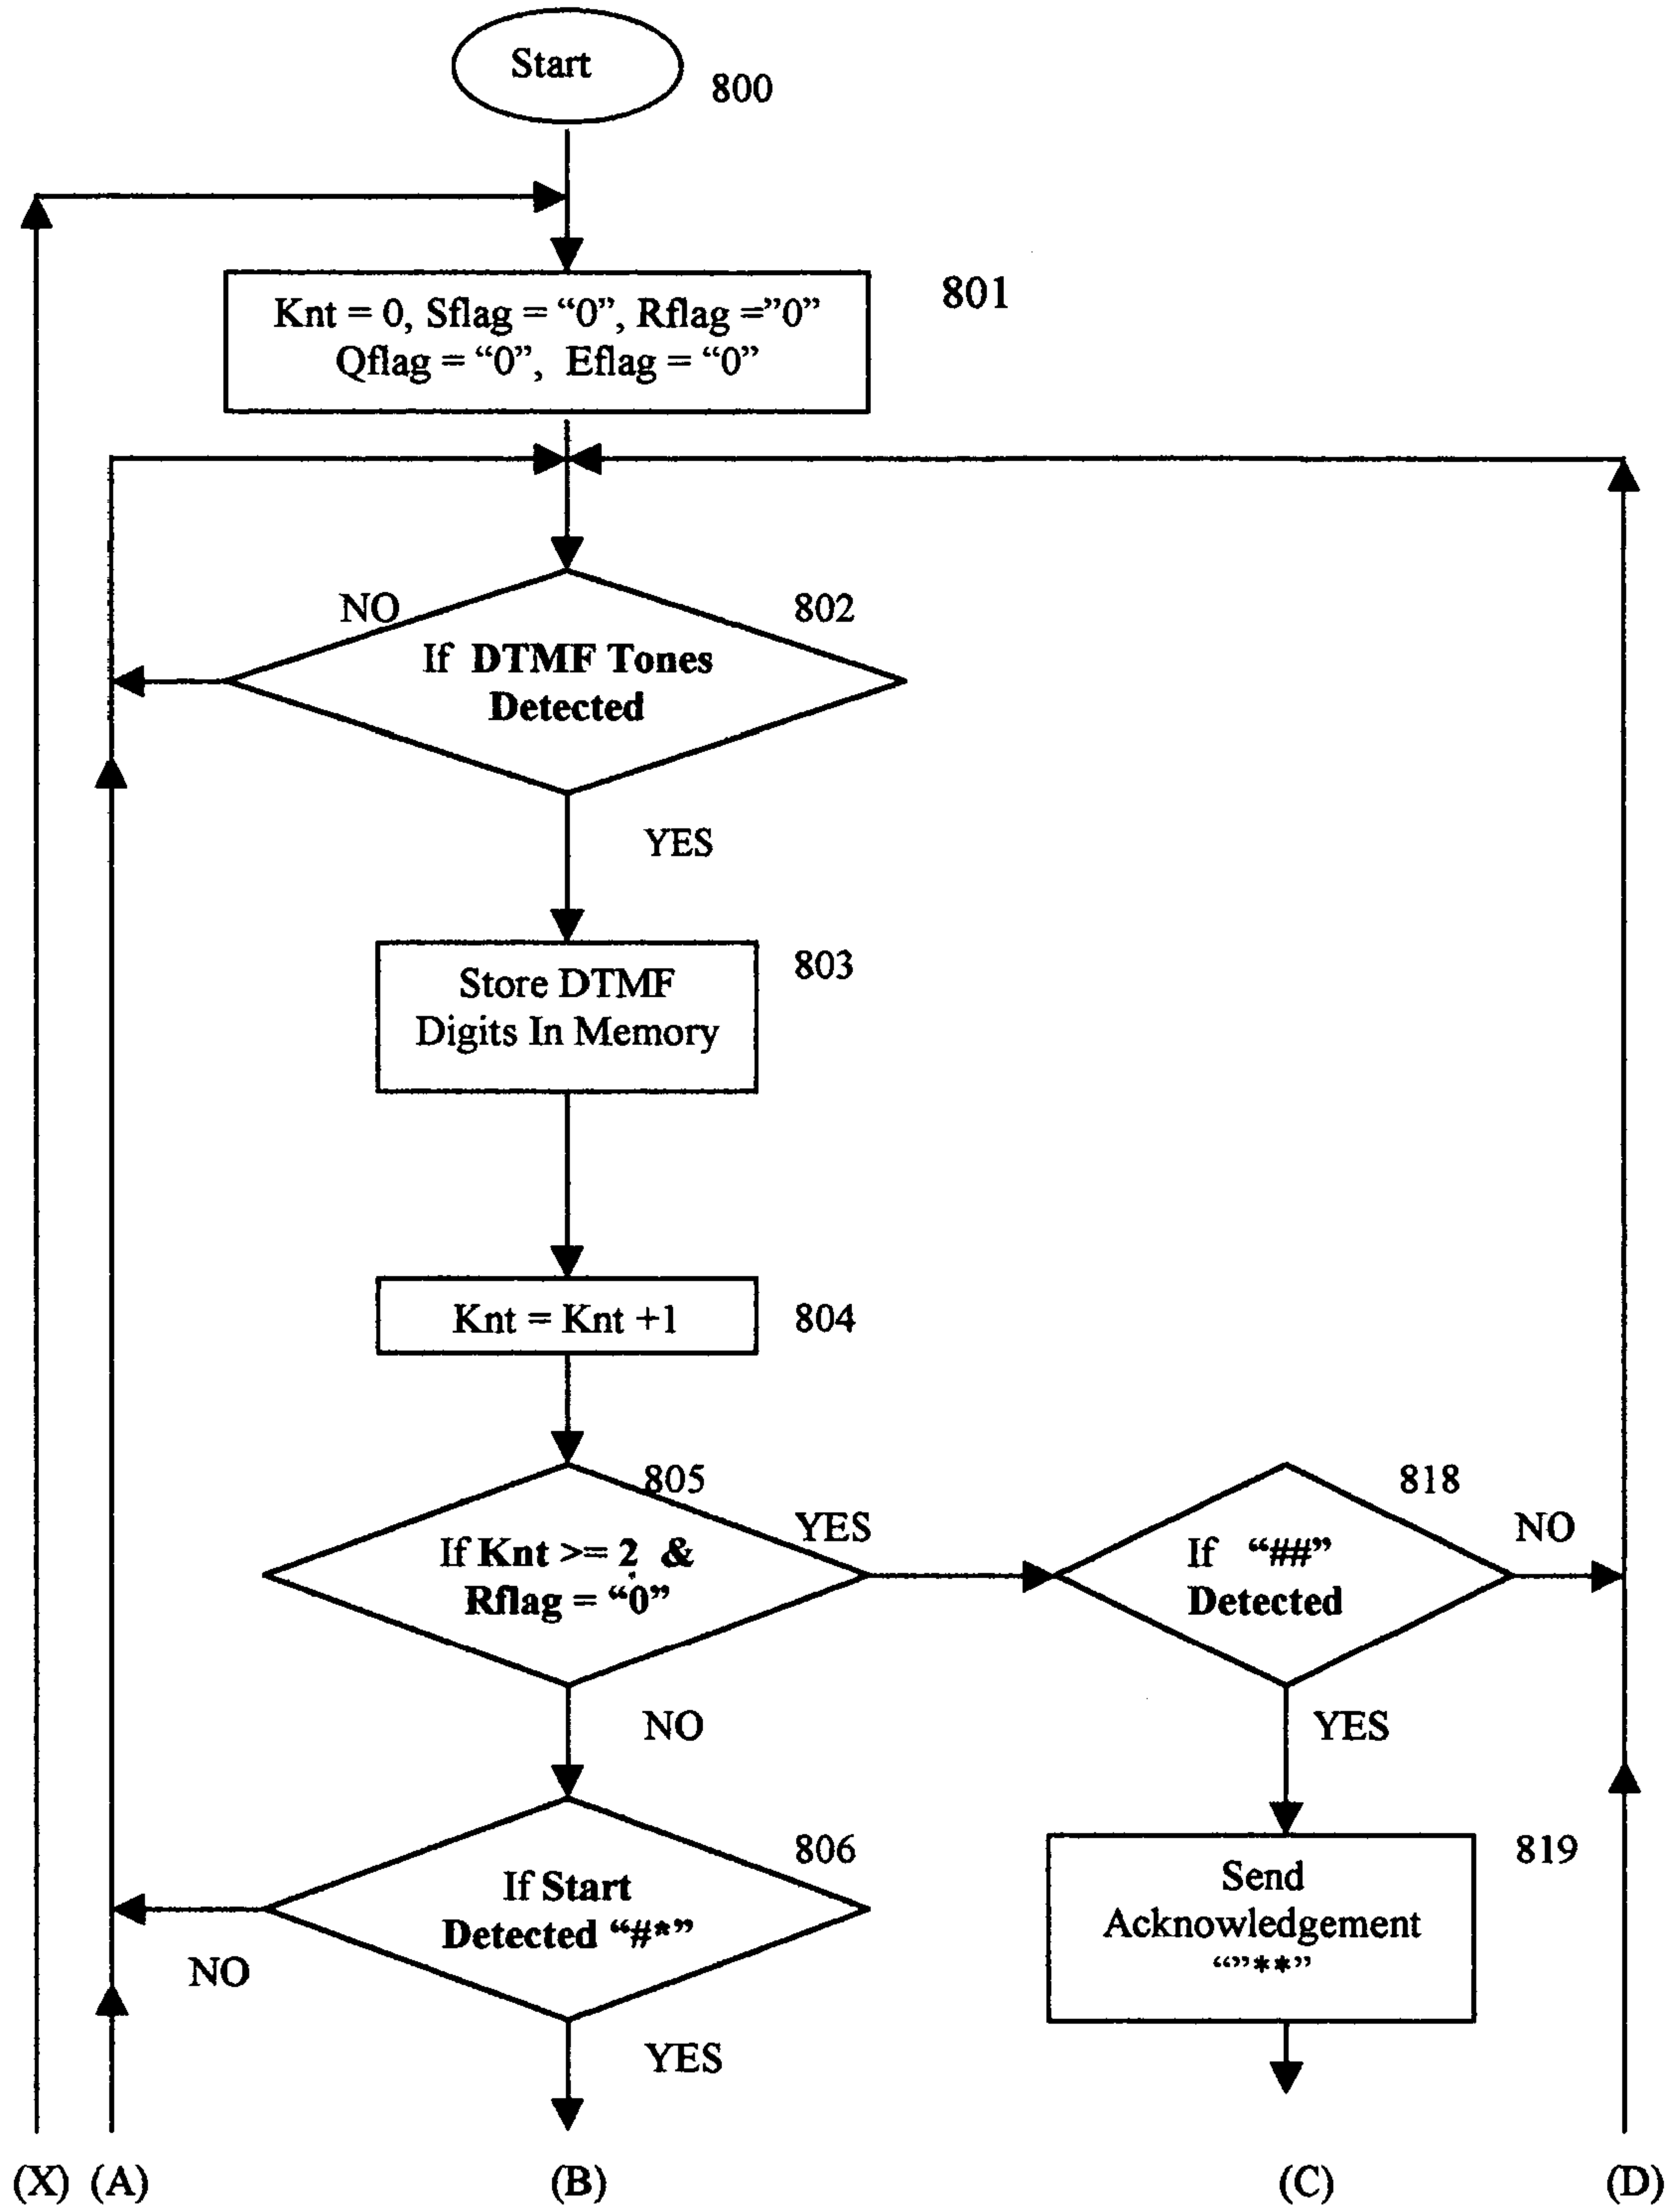 Start
800
Knt = 0, Sflag = “0”, Rflag =”0”
Qflag = “0”, Eflag = “0”
801
NO
802
If DTMF Tones
Detected
YES
Store DTMF
Digits In Memory
803
Knt = Knt +1
804
805
YES
If Knt >= 2 &
Rflag = “0”
NO
818
NO
If “##”
Detected
YES
806
If Start
Detected “#*”
NO
YES
819
Send
Acknowledgement
“”**”
(X) (A) (B) (C) (D)